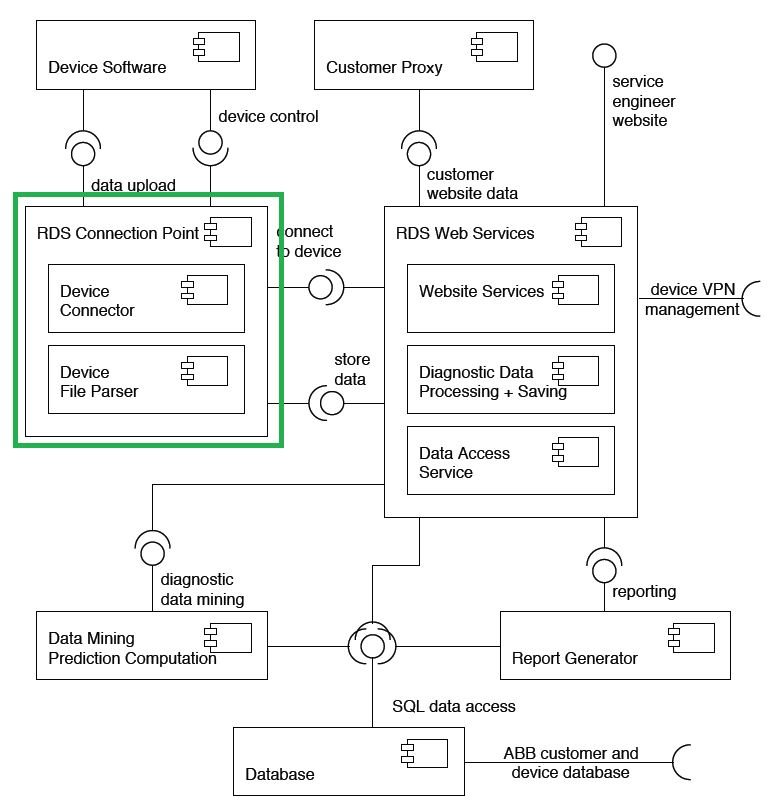 Device Software
Customer Proxy
device control
service
engineer
website
data upload
customer
website data
RDS Connection Point
connect
to device
RDS Web Services
Device
Connector
Website Services
device VPN
management
Device
File Parser
store
data
Diagnostic Data
Processing + Saving
Data Access
Service
diagnostic
data mining
reporting
Data Mining
Prediction Computation
Report Generator
SQL data access
Database
ABB customer and
device database